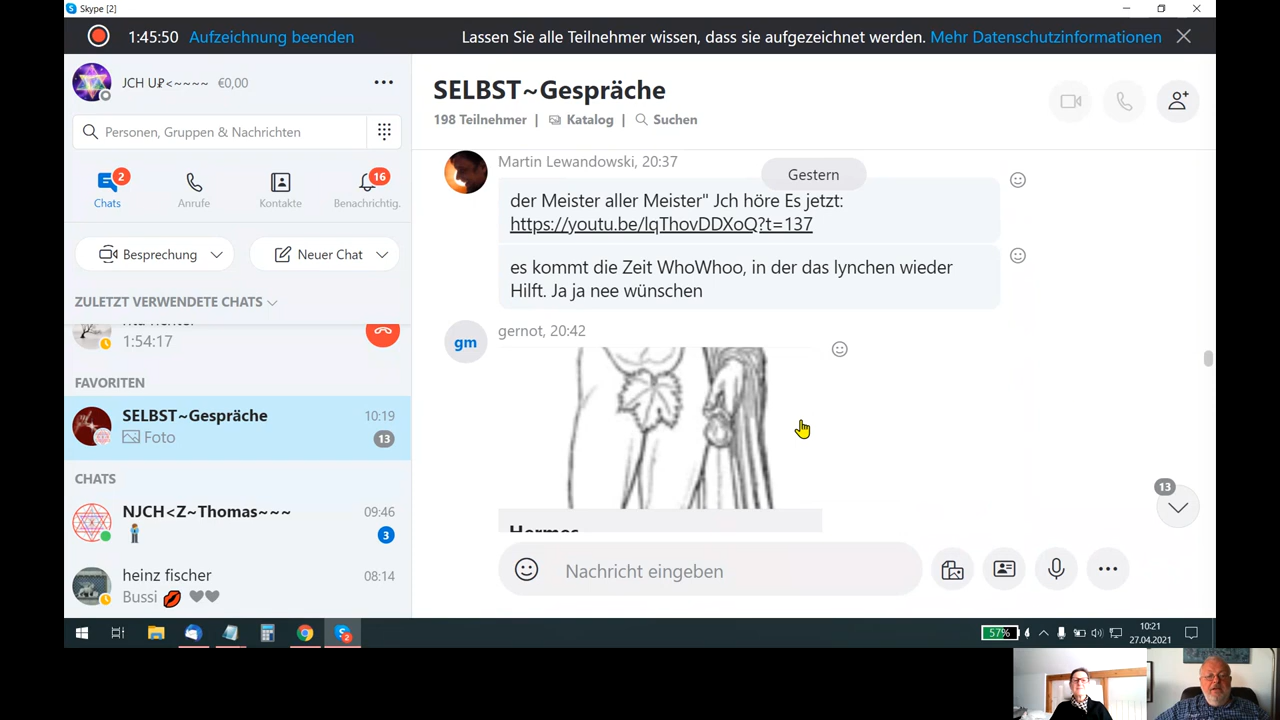 Skype [2]
1:45:50 Aufzeichnung beenden
Lassen Sie alle Teilnehmer wissen, dass sie aufgezeichnet werden. Mehr Datenschutzinformationen
JCH U₽<~~~~ €0,00
Personen, Gruppen & Nachrichten
2
16
Chats
Anrufe
Kontakte
Benachrichtig.
Besprechung
Neuer Chat
ZULETZT VERWENDETE CHATS
1:54:17
FAVORITEN
SELBST~Gespräche 10:19
Foto 13
CHATS
NJCH<Z~Thomas~~~ 09:46
3
heinz fischer 08:14
Bussi
SELBST~Gespräche
198 Teilnehmer | Katalog | Suchen
Martin Lewandowski, 20:37
Gestern
der Meister aller Meister" Jch höre Es jetzt:
https://youtu.be/lqThovDDXoQ?t=137
es kommt die Zeit WhoWhoo, in der das lynchen wieder
Hilft. Ja ja nee wünschen
gm
gernot, 20:42
Hermes
13
Nachricht eingeben
2
57%
10:21
27.04.2021